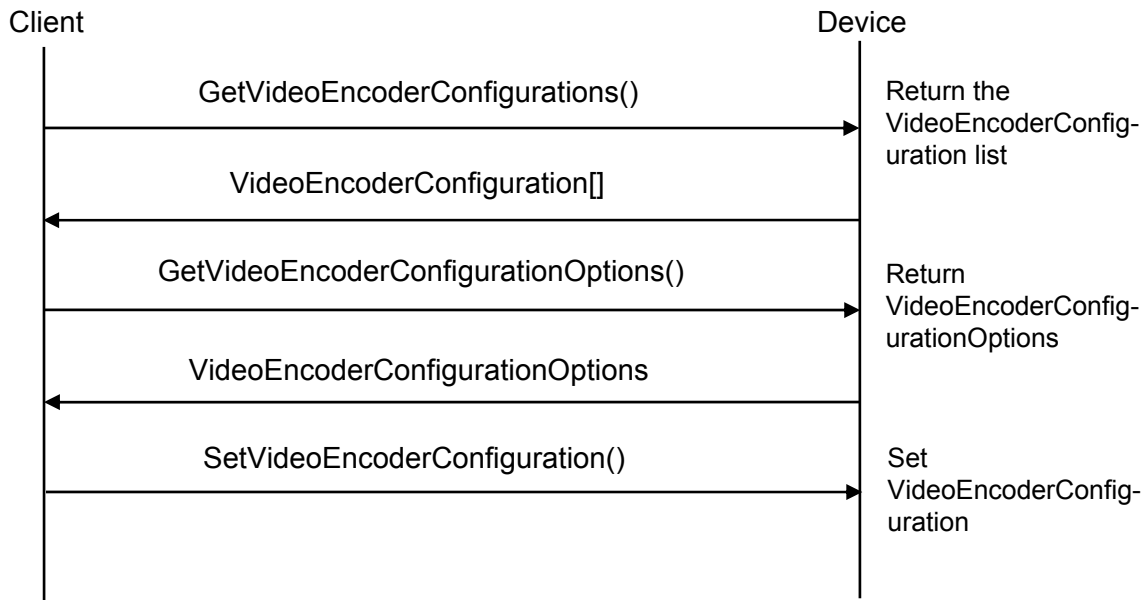 Client
Device
GetVideoEncoderConfigurations()
Return the
VideoEncoderConfig-
uration list
VideoEncoderConfiguration[]
GetVideoEncoderConfigurationOptions()
Return
VideoEncoderConfig-
urationOptions
VideoEncoderConfigurationOptions
SetVideoEncoderConfiguration()
Set
VideoEncoderConfig-
uration